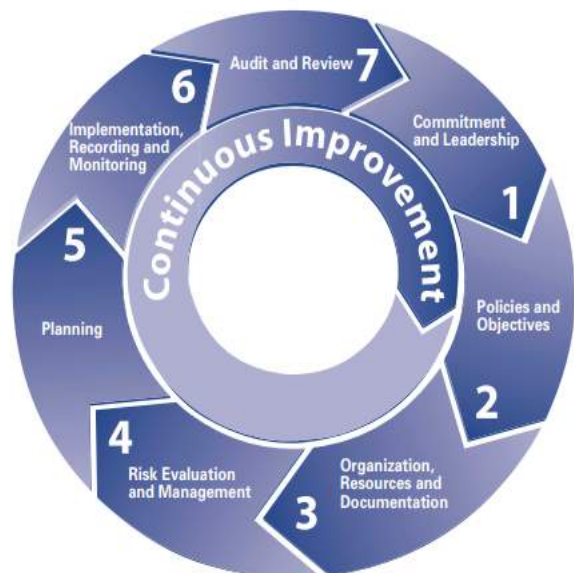 Continuous Improvement
1
Commitment
and Leadership
2
Policies and
Objectives
3
Organization,
Resources and
Documentation
4
Risk Evaluation
and Management
5
Planning
6
Implementation,
Recording and
Monitoring
7
Audit and Review